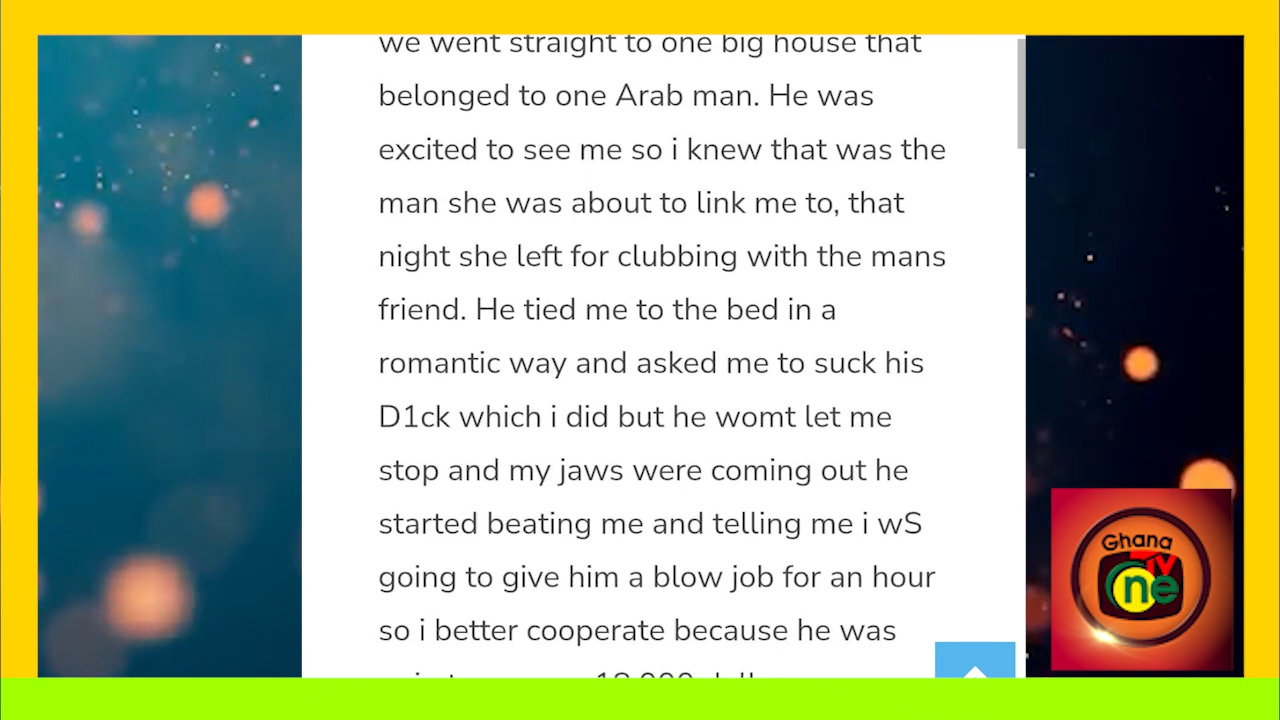 we went straight to one big house that
belonged to one Arab man. He was
excited to see me so i knew that was the
man she was about to link me to, that
night she left for clubbing with the mans
friend. He tied me to the bed in a
romantic way and asked me to suck his
D1ck which i did but he womt let me
stop and my jaws were coming out he
started beating me and telling me i wS
going to give him a blow job for an hour
so i better cooperate because he was
Ghana
TV
One